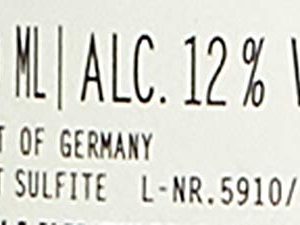 ML | ALC. 12%
OF GERMANY
SULFITE L-NR.5910/